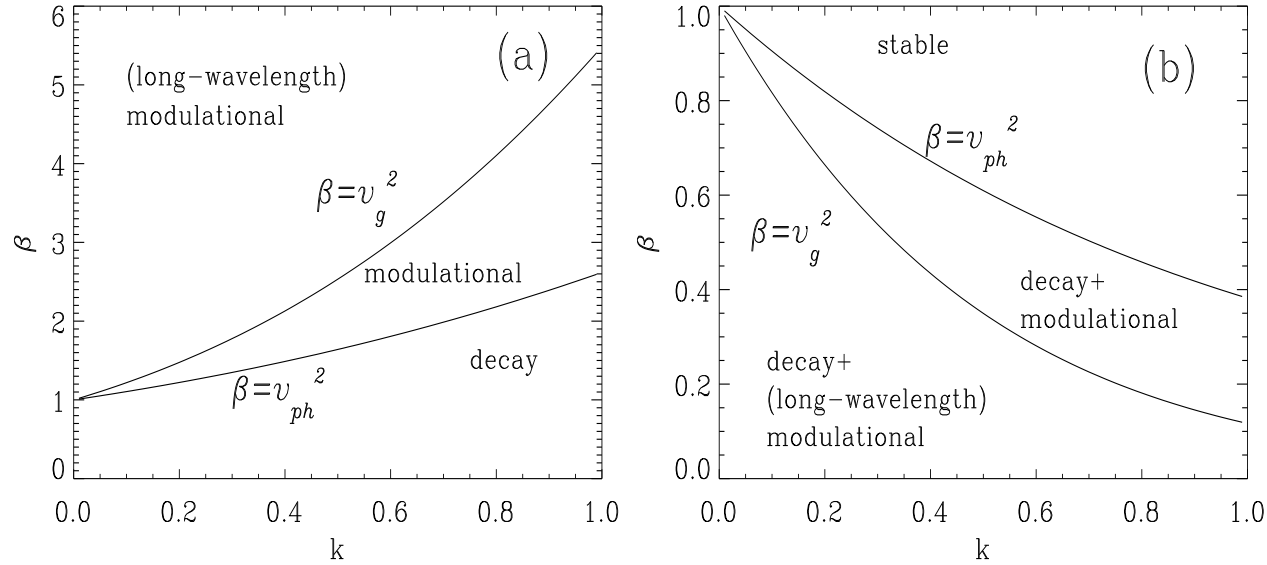 (a)
(long−wavelength)
modulational
β=v_g^2
modulational
decay
β=v_ph^2
β
6
5
4
3
2
1
0
0.0 0.2 0.4 0.6 0.8 1.0
k
(b)
stable
β=v_ph^2
β=v_g^2
decay+
modulational
decay+
(long−wavelength)
modulational
β
1.0
0.8
0.6
0.4
0.2
0.0
0.0 0.2 0.4 0.6 0.8 1.0
k